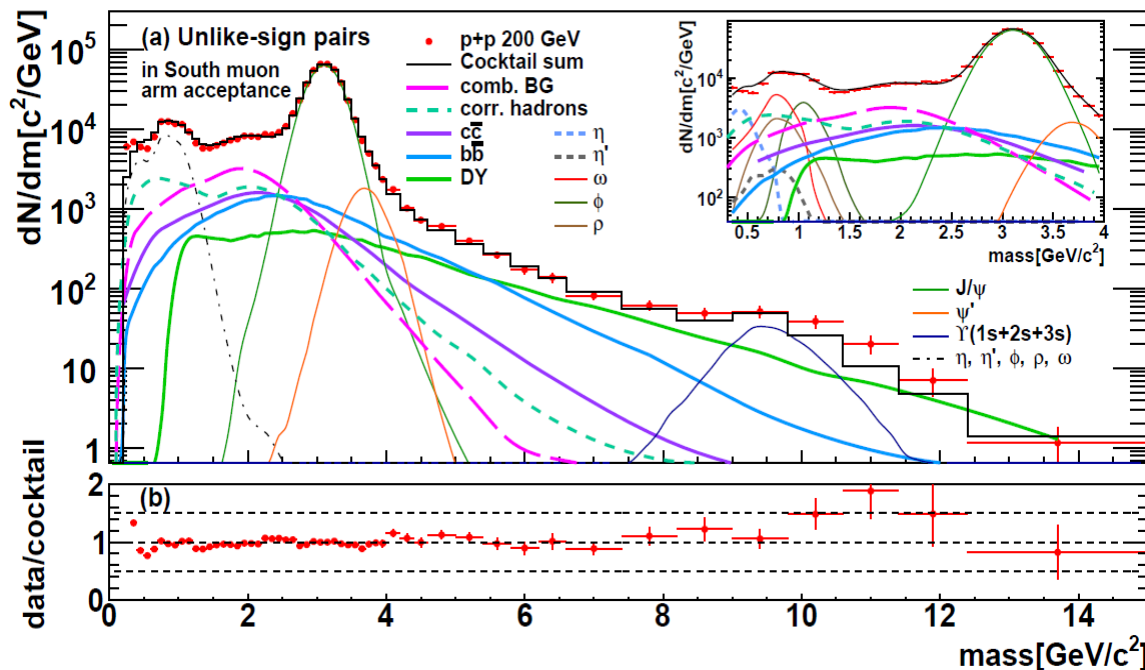 dN/dm[c²/GeV]
10⁵
10⁴
10³
10²
10
1
(a) Unlike-sign pairs
in South muon
arm acceptance
p+p 200 GeV
Cocktail sum
comb. BG
corr. hadrons
cc̄
bb̄
DY
η
η'
ω
ϕ
ρ
dN/dm[c²/GeV]
10⁴
10³
10²
0.5 1 1.5 2 2.5 3 3.5 4
mass[GeV/c²]
J/ψ
ψ'
ϒ(1s+2s+3s)
η, η', ϕ, ρ, ω
data/cocktail
2
1
0
(b)
0 2 4 6 8 10 12 14
mass[GeV/c²]